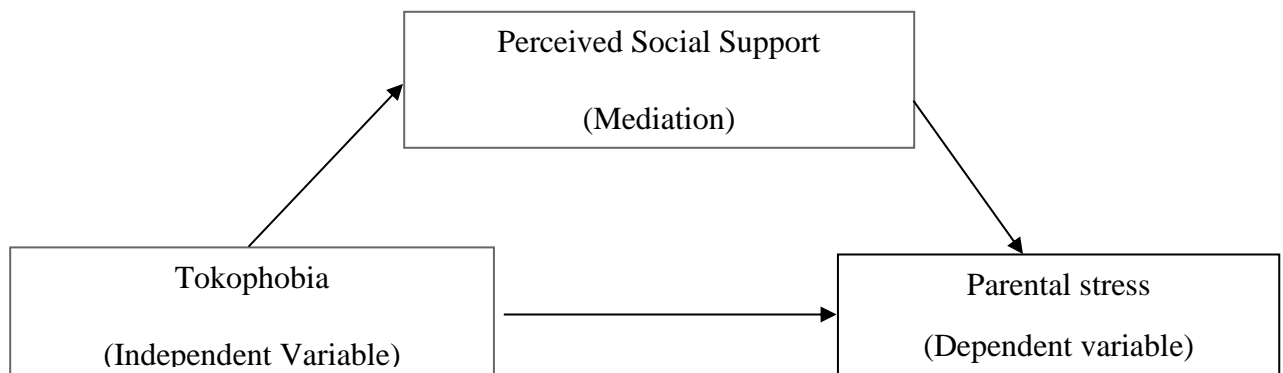 Perceived Social Support
(Mediation)
Tokophobia
(Independent Variable)
Parental stress
(Dependent variable)